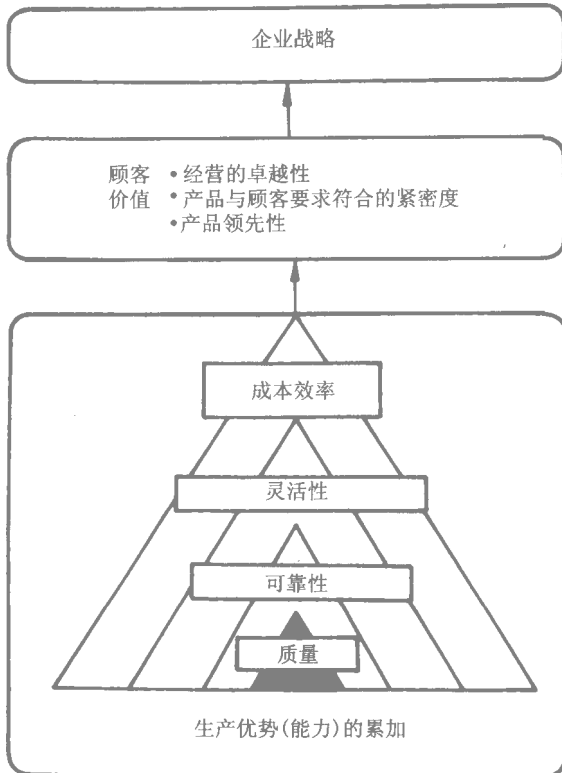 企业战略
顾客 •经营的卓越性
价值 •产品与顾客要求符合的紧密度
•产品领先性
成本效率
灵活性
可靠性
质量
生产优势(能力)的累加